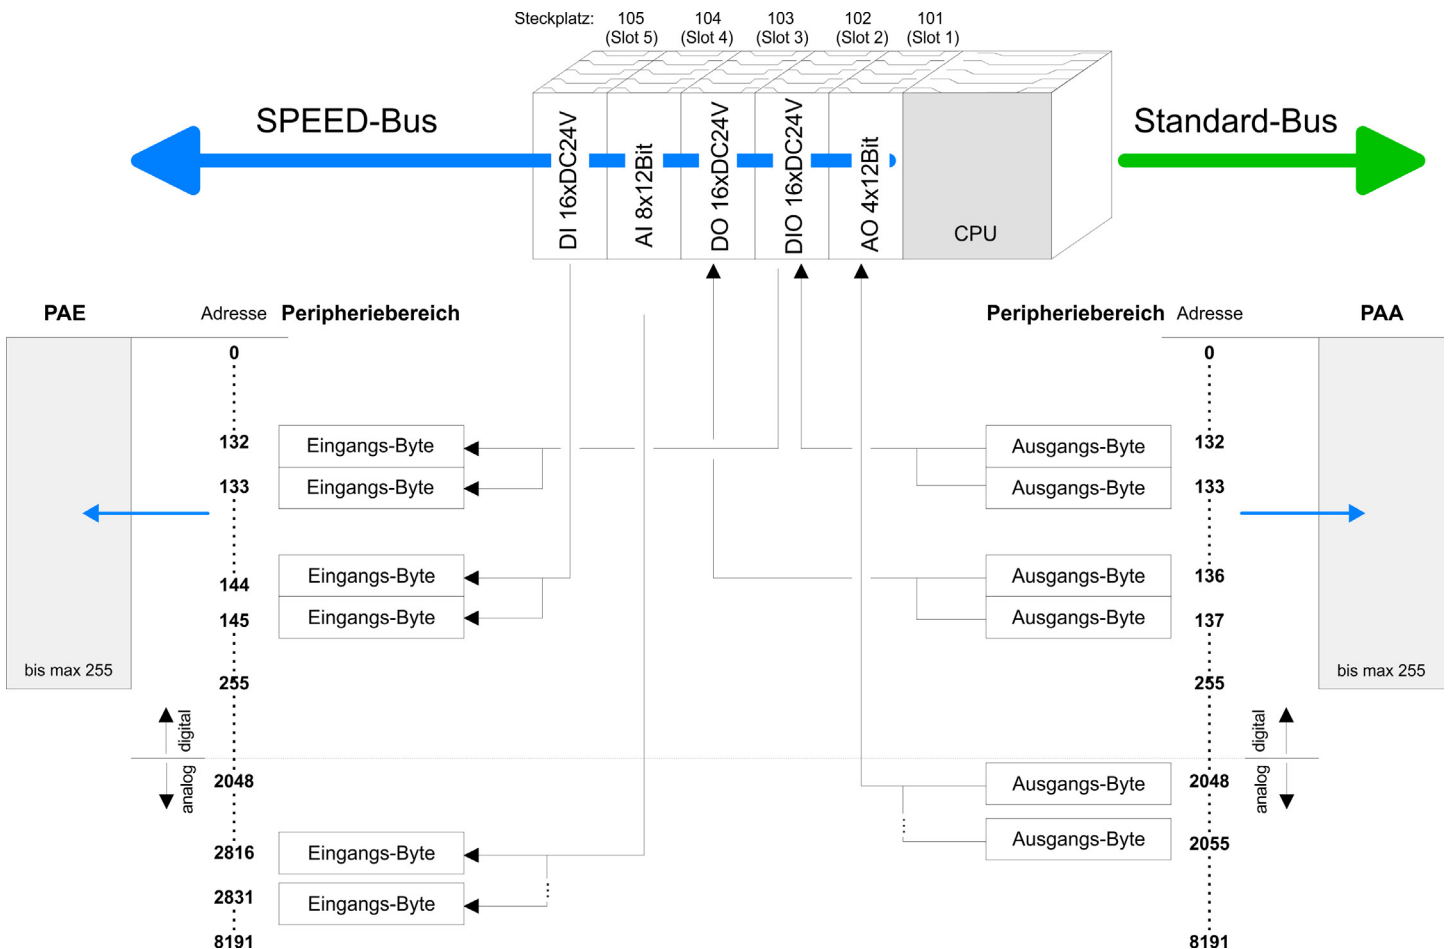 Steckplatz: 105 104 103 102 101
(Slot 5) (Slot 4) (Slot 3) (Slot 2) (Slot 1)
SPEED-Bus
Standard-Bus
DI 16xDC24V
AI 8x12Bit
DO 16xDC24V
DIO 16xDC24V
AO 4x12Bit
CPU
PAE Adresse Peripheriebereich
0
132 Eingangs-Byte
133 Eingangs-Byte
144 Eingangs-Byte
145 Eingangs-Byte
bis max 255
255
digital
analog
2048
2816 Eingangs-Byte
2831 Eingangs-Byte
8191
Peripheriebereich Adresse PAA
0
Ausgangs-Byte 132
Ausgangs-Byte 133
Ausgangs-Byte 136
Ausgangs-Byte 137
bis max 255
255
digital
analog
Ausgangs-Byte 2048
Ausgangs-Byte 2055
8191